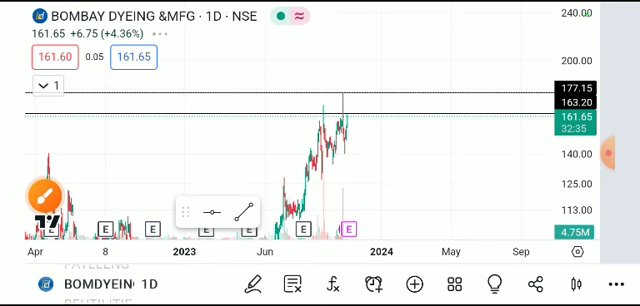 BOMBAY DYEING &MFG · 1D · NSE
161.65 +6.75 (+4.36%)
161.60 0.05 161.65
1
240.00
200.00
177.15
163.20
161.65
32:35
140.00
125.00
113.00
4.75M
E E E E E E E
Apr 8 2023 Jun 2024 May Sep
BOMDYEIN 1D